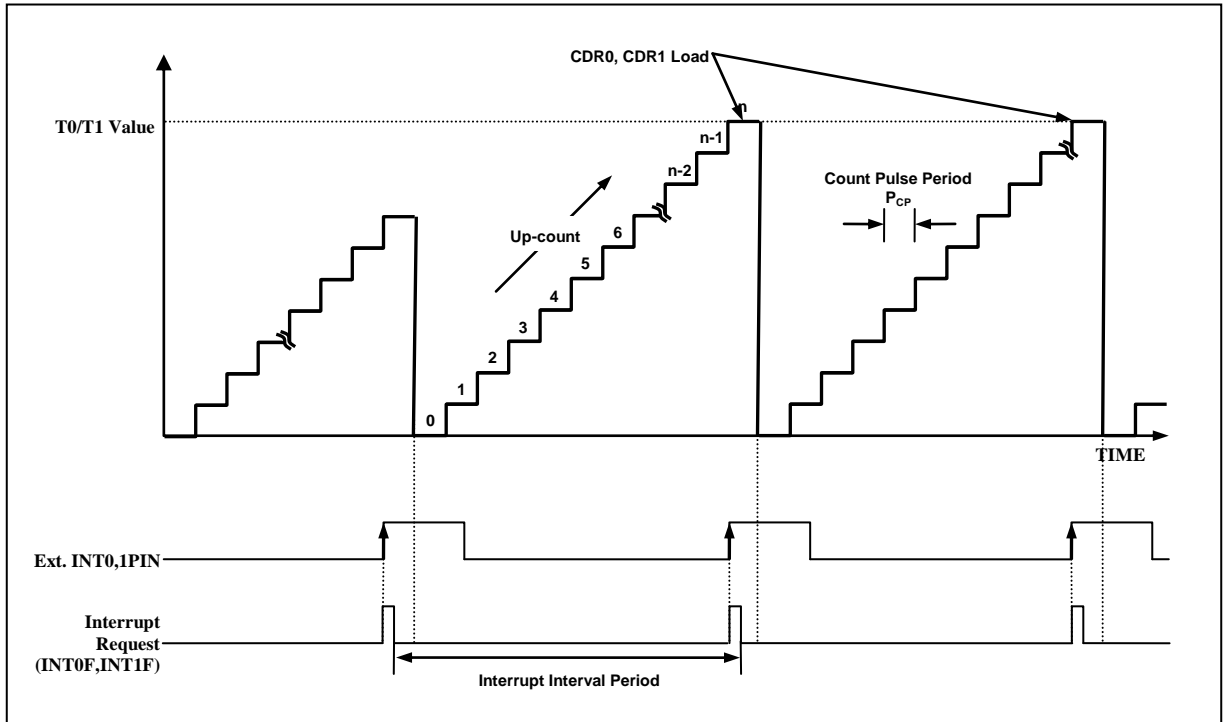 CDR0, CDR1 Load
n
T0/T1 Value
n-1
n-2
Count Pulse Period
PCP
Up-count
6
5
4
3
2
1
0
TIME
Ext. INT0,1PIN
Interrupt
Request
(INT0F,INT1F)
Interrupt Interval Period